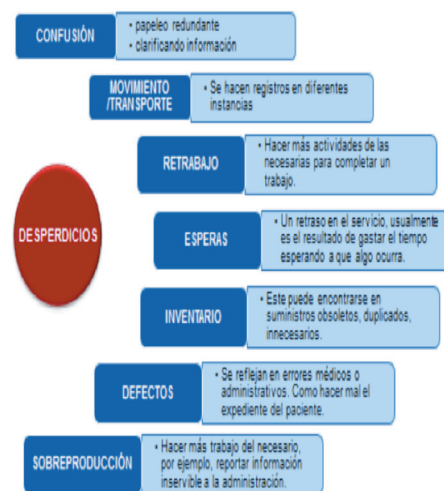 CONFUSIÓN
• papeleo redundante
• clarificando información
MOVIMIENTO
/TRANSPORTE
• Se hacen registros en diferentes
instancias
RETRABAJO
• Hacer más actividades de las
necesarias para completar un
trabajo.
DESPERDICIOS
ESPERAS
• Un retraso en el servicio, usualmente
es el resultado de gastar el tiempo
esperando a que algo ocurra.
INVENTARIO
• Este puede encontrarse en
suministros obsoletos, duplicados,
innecesarios.
DEFECTOS
• Se reflejan en errores médicos o
administrativos. Como hacer mal el
expediente del paciente.
SOBREPRODUCCIÓN
• Hacer más trabajo del necesario,
por ejemplo, reportar información
inservible a la administración.